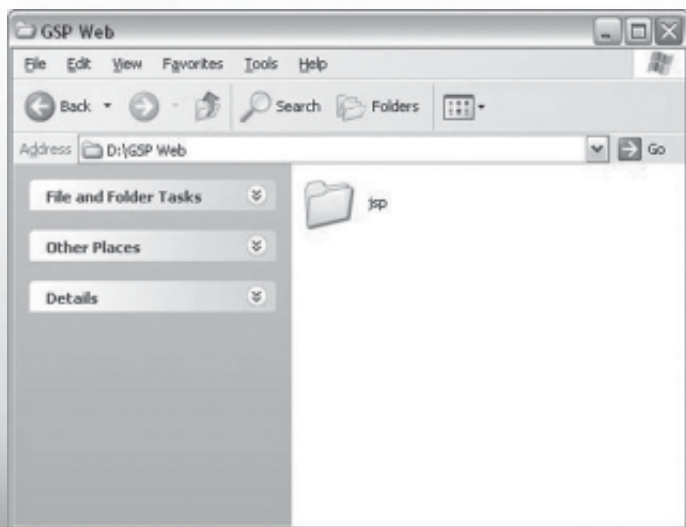 GSP Web
File Edit View Favorites Tools Help
Back Search Folders
Address D:\GSP Web Go
File and Folder Tasks
jsp
Other Places
Details